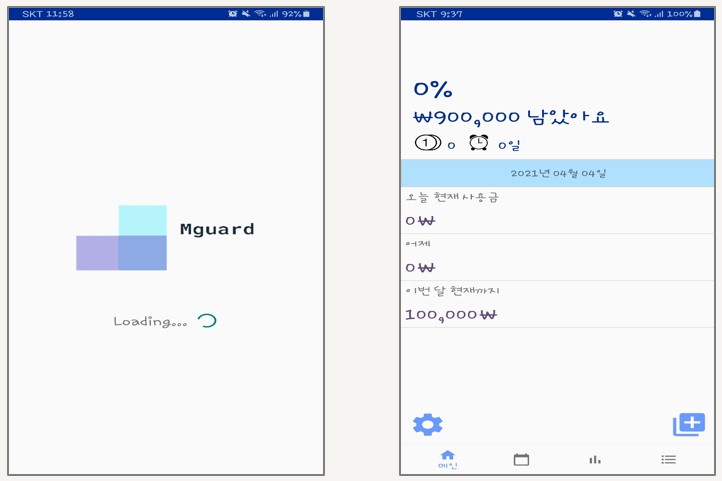 SKT 11:58
92%
Mguard
Loading...
SKT 9:37
100%
0%
₩900,000 남았아요
1 0 0일
2021년 04월 04일
오늘 현재 사용금
0₩
어제
0₩
이번 달 현재까지
100,000₩
메인